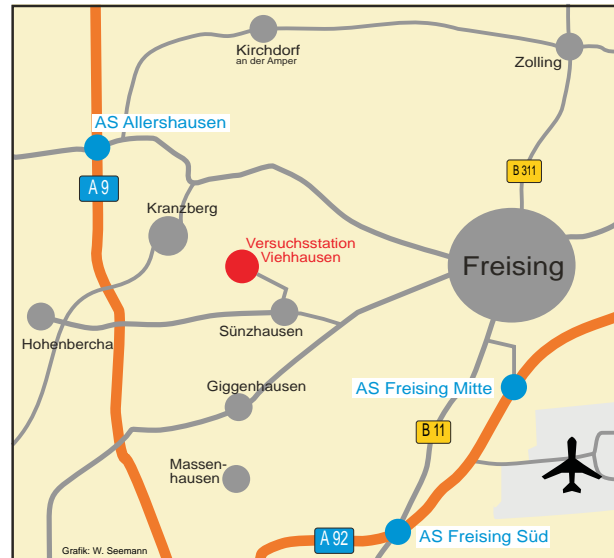 Kirchdorf
an der Amper
Zolling
AS Allershausen
B 311
A 9
Kranzberg
Versuchsstation
Viehhausen
Freising
Sünzhausen
Hohenbercha
Giggenhausen
AS Freising Mitte
B 11
Massen-
hausen
A 92
AS Freising Süd
Grafik: W. Seemann